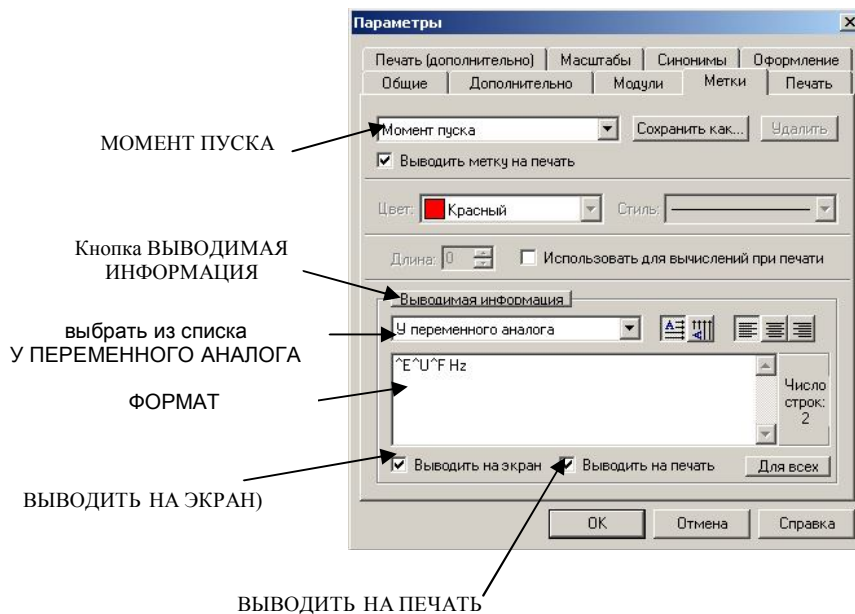 Параметры
Печать (дополнительно) Масштабы Синонимы Оформление
Общие Дополнительно Модули Метки Печать
МОМЕНТ ПУСКА
Момент пуска Сохранить как... Удалить
Выводить метку на печать
Цвет: Красный Стиль:
Кнопка ВЫВОДИМАЯ
ИНФОРМАЦИЯ
Длина: 0 Использовать для вычислений при печати
Выводимая информация
выбрать из списка
У ПЕРЕМЕННОГО АНАЛОГА
У переменного аналога
ФОРМАТ
^E^U^F Hz
Число
строк:
2
Выводить на экран Выводить на печать Для всех
ВЫВОДИТЬ НА ЭКРАН)
OK Отмена Справка
ВЫВОДИТЬ НА ПЕЧАТЬ